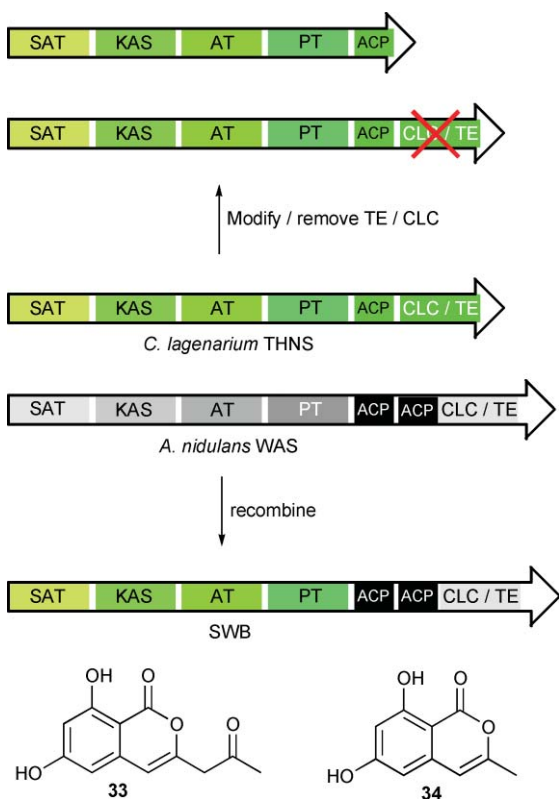 SAT KAS AT PT ACP
SAT KAS AT PT ACP CLC / TE
Modify / remove TE / CLC
SAT KAS AT PT ACP CLC / TE
C. lagenarium THNS
SAT KAS AT PT ACP ACP CLC / TE
A. nidulans WAS
recombine
SAT KAS AT PT ACP ACP CLC / TE
SWB
OH O OH O
O O O
HO HO
33 34